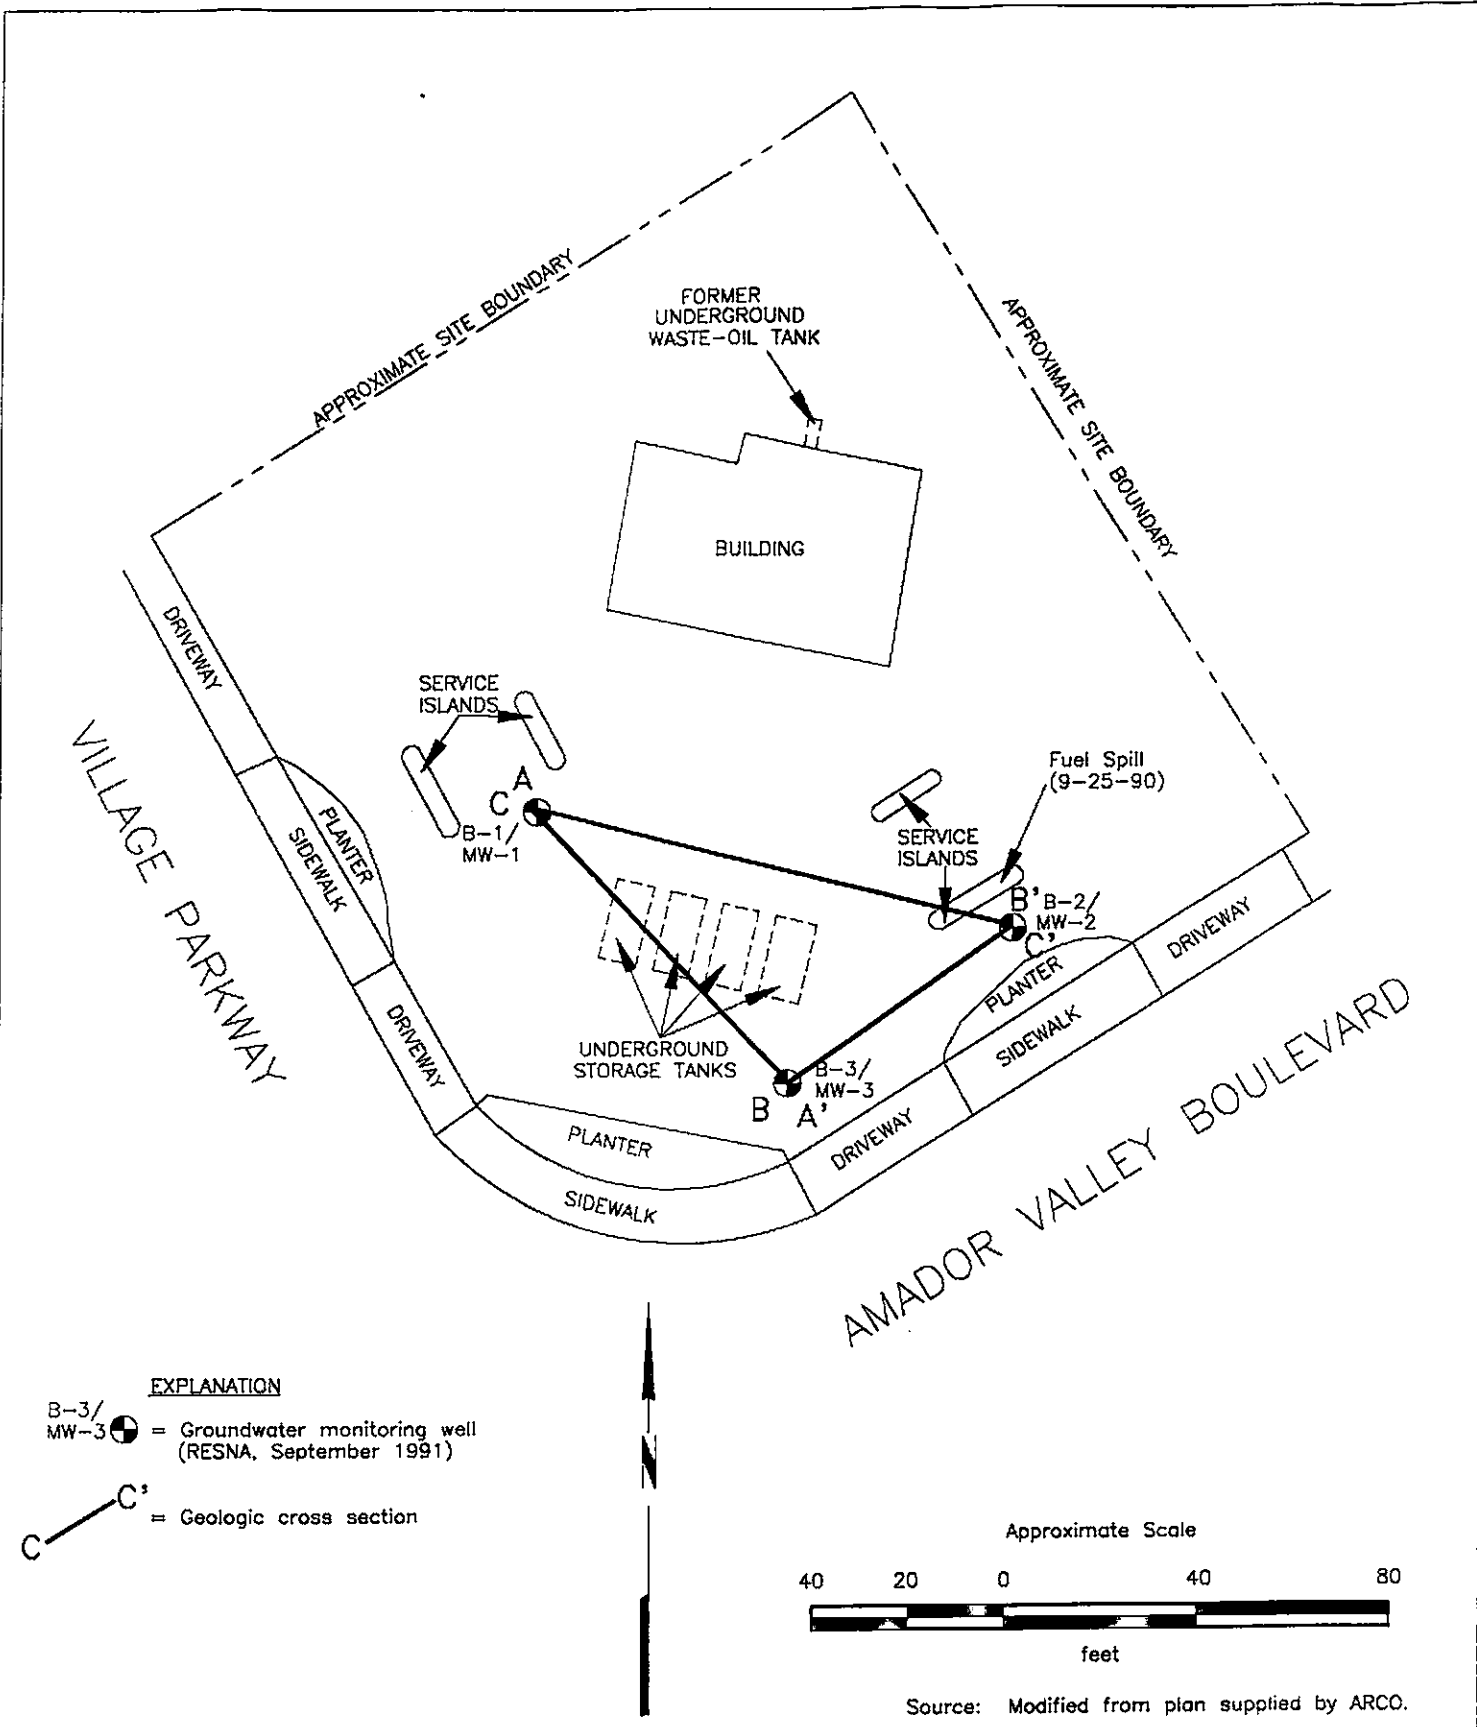 APPROXIMATE SITE BOUNDARY
FORMER
UNDERGROUND
WASTE-OIL TANK
APPROXIMATE SITE BOUNDARY
BUILDING
DRIVEWAY
SERVICE
ISLANDS
VILLAGE PARKWAY
PLANTER
SIDEWALK
A
C
B-1/
MW-1
Fuel Spill
(9-25-90)
SERVICE
ISLANDS
B' B-2/
MW-2
C'
DRIVEWAY
PLANTER
SIDEWALK
DRIVEWAY
UNDERGROUND
STORAGE TANKS
B-3/
MW-3
B A'
PLANTER
DRIVEWAY
SIDEWALK
AMADOR VALLEY BOULEVARD
EXPLANATION
B-3/
MW-3 = Groundwater monitoring well
(RESNA, September 1991)
C C' = Geologic cross section
N
Approximate Scale
40 20 0 40 80
feet
Source: Modified from plan supplied by ARCO.